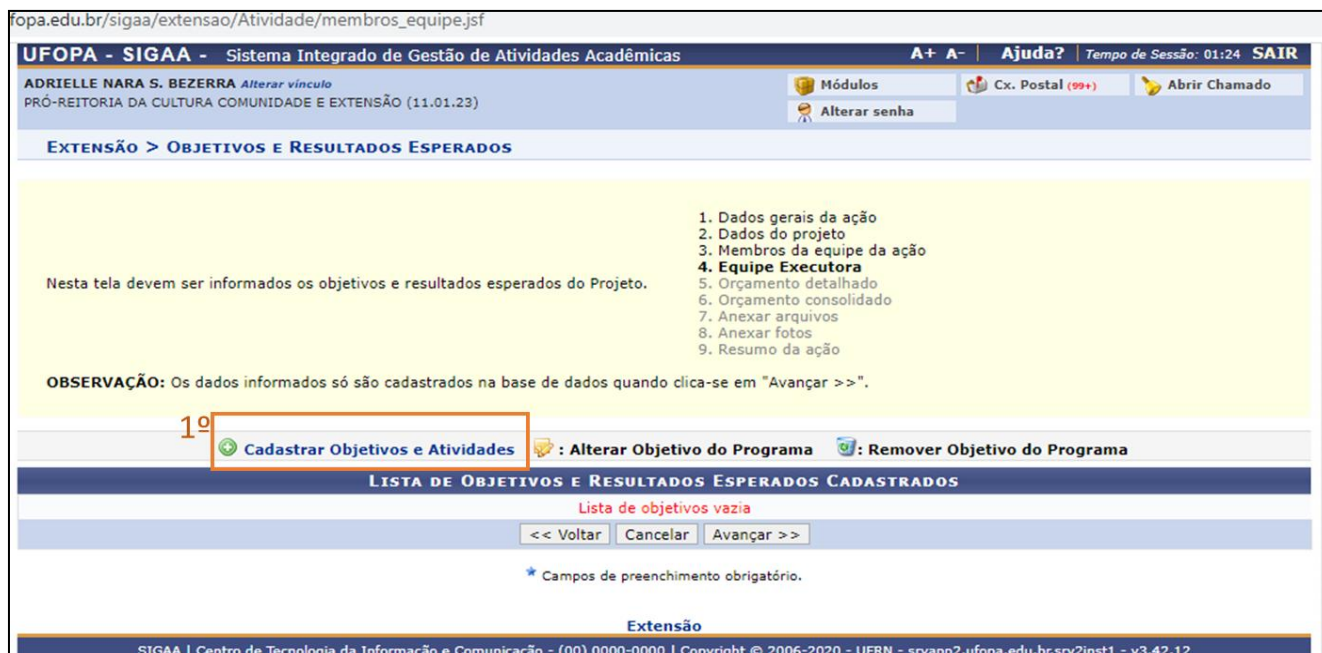 fopa.edu.br/sigaa/extensao/Atividade/membros_equipe.jsf
UFOPA - SIGAA - Sistema Integrado de Gestão de Atividades Acadêmicas A+ A- | Ajuda? | Tempo de Sessão: 01:24 SAIR
ADRIELLE NARA S. BEZERRA Alterar vínculo
PRÓ-REITORIA DA CULTURA COMUNIDADE E EXTENSÃO (11.01.23)
Módulos Cx. Postal (99+) Abrir Chamado
Alterar senha
EXTENSÃO > OBJETIVOS E RESULTADOS ESPERADOS
Nesta tela devem ser informados os objetivos e resultados esperados do Projeto.
1. Dados gerais da ação
2. Dados do projeto
3. Membros da equipe da ação
4. Equipe Executora
5. Orçamento detalhado
6. Orçamento consolidado
7. Anexar arquivos
8. Anexar fotos
9. Resumo da ação
OBSERVAÇÃO: Os dados informados só são cadastrados na base de dados quando clica-se em "Avançar >>".
1º
Cadastrar Objetivos e Atividades : Alterar Objetivo do Programa : Remover Objetivo do Programa
LISTA DE OBJETIVOS E RESULTADOS ESPERADOS CADASTRADOS
Lista de objetivos vazia
<< Voltar Cancelar Avançar >>
Campos de preenchimento obrigatório.
Extensão
SIGAA | Centro de Tecnologia da Informação e Comunicação - (00) 0000-0000 | Copyright © 2006-2020 - UFRN - srvapp2.ufopa.edu.br.srv2inst1 - v3.42.12